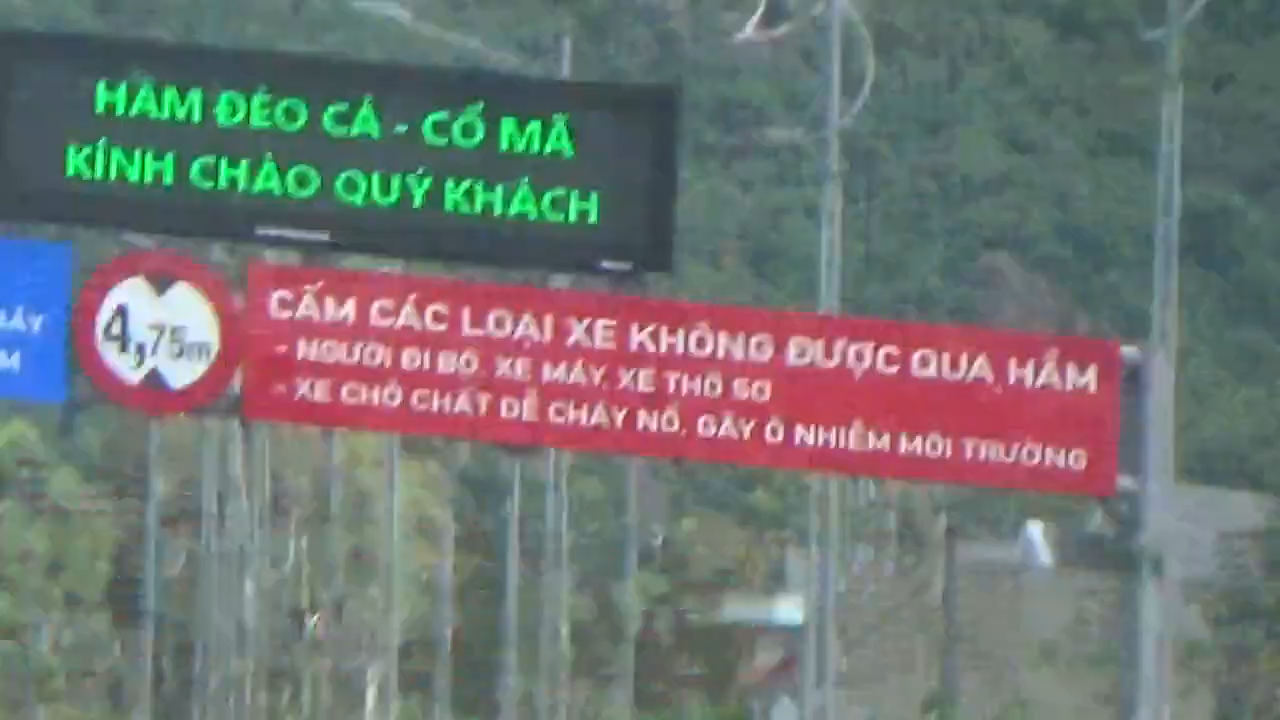 HẦM ĐÈO CẢ - CỔ MÃ
KÍNH CHÀO QUÝ KHÁCH
4,75m
CẤM CÁC LOẠI XE KHÔNG ĐƯỢC QUA HẦM
- NGƯỜI ĐI BỘ, XE MÁY, XE THÔ SƠ
- XE CHỞ CHẤT DỄ CHÁY NỔ, GÂY Ô NHIỄM MÔI TRƯỜNG